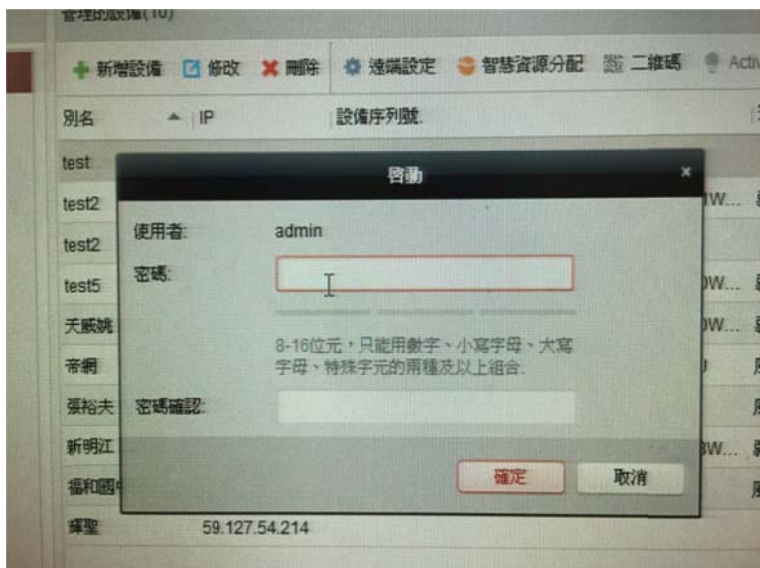 管理的設備(10)
新增設備 修改 刪除 遠端設定 智慧資源分配 二維碼 Activ
別名 IP 設備序列號.
test
啓動 ×
test2 W...
使用者: admin
test2
密碼:
test5 W...
天威姚 W...
8-16位元，只能用數字、小寫字母、大寫
帝網
字母、特殊字元的兩種及以上組合.
張裕夫 密碼確認:
新明江 W...
福和國
確定 取消
輝聖 59.127.54.214